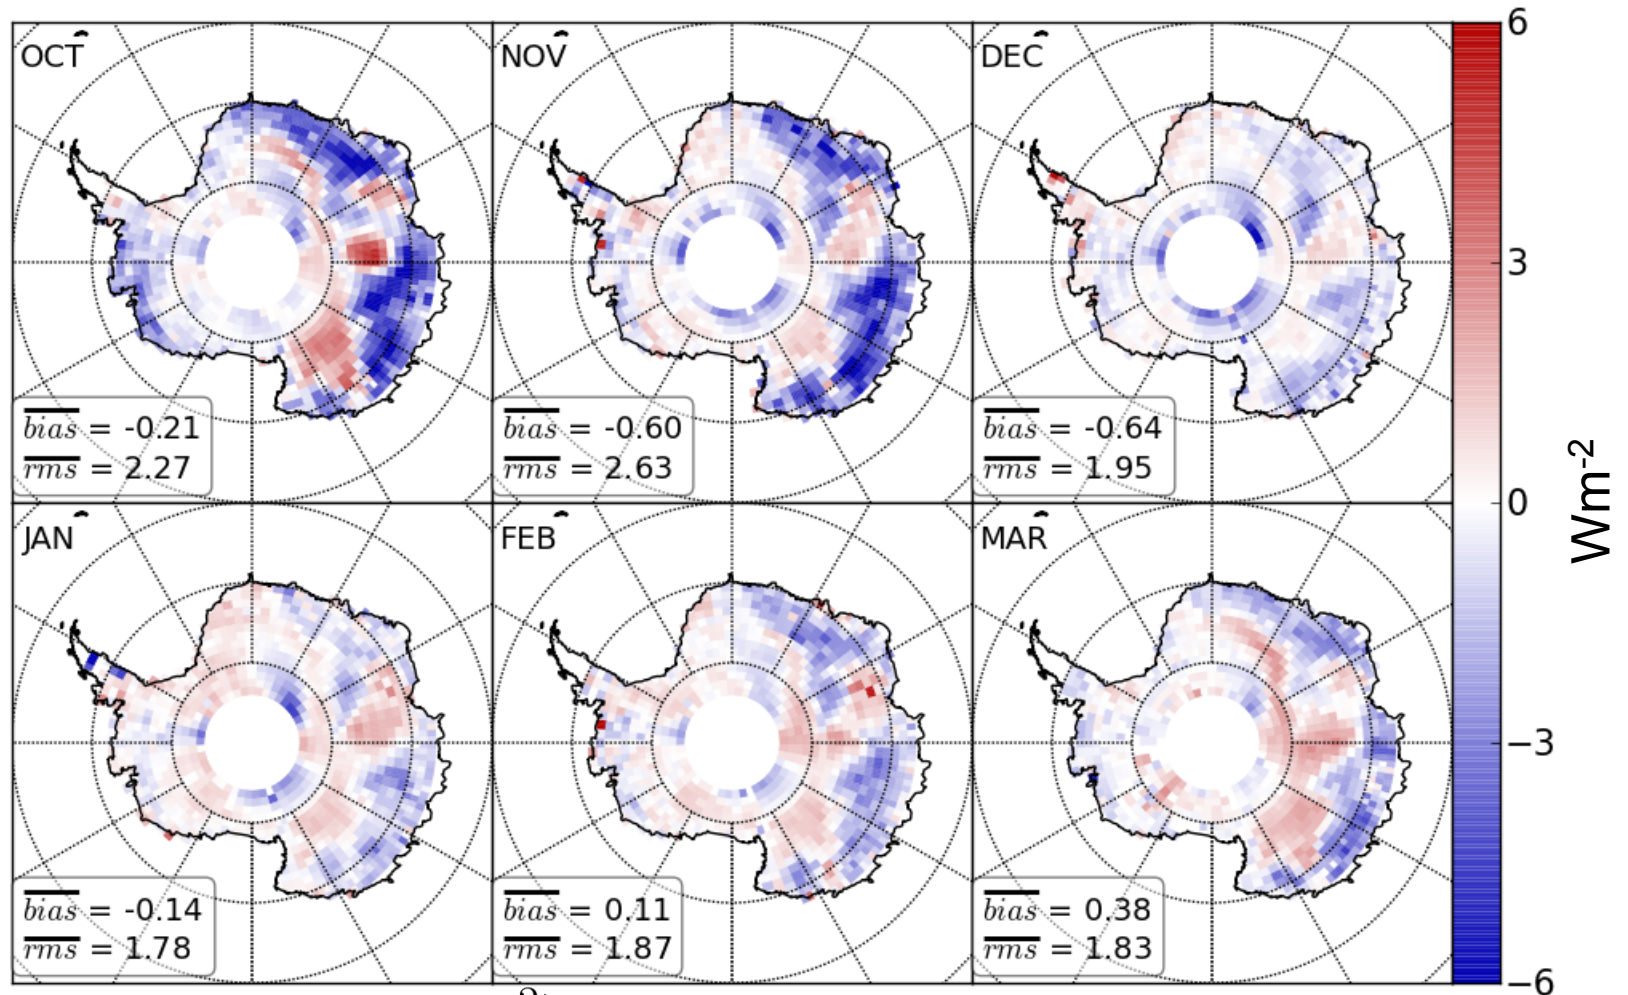 OCT
bias = -0.21
rms = 2.27
NOV
bias = -0.60
rms = 2.63
DEC
bias = -0.64
rms = 1.95
JAN
bias = -0.14
rms = 1.78
FEB
bias = 0.11
rms = 1.87
MAR
bias = 0.38
rms = 1.83
6
3
0
−3
−6
Wm-2